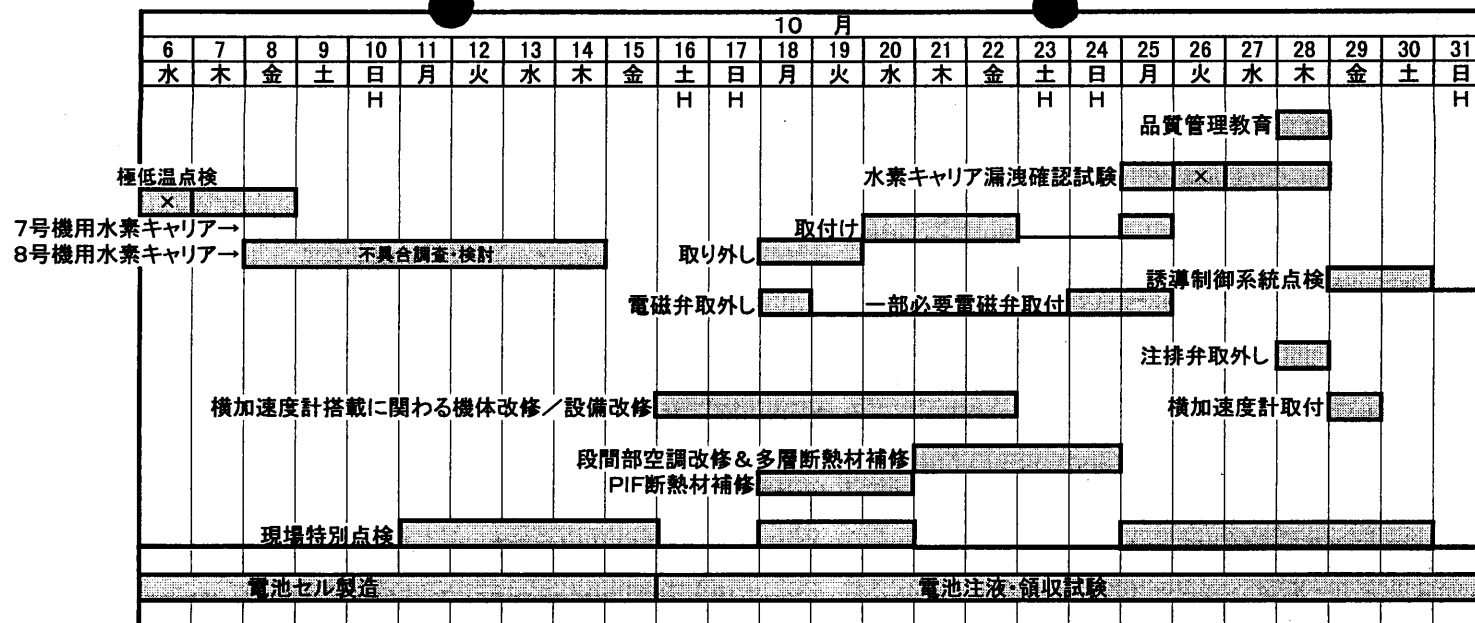 10 月
6 7 8 9 10 11 12 13 14 15 16 17 18 19 20 21 22 23 24 25 26 27 28 29 30 31
水 木 金 土 日 月 火 水 木 金 土 日 月 火 水 木 金 土 日 月 火 水 木 金 土 日
H H H H H H
品質管理教育
極低温点検 水素キャリア漏洩確認試験 ×
×
7号機用水素キャリア→ 取付け
8号機用水素キャリア→ 不具合調査・検討 取り外し
誘導制御系統点検
電磁弁取外し 一部必要電磁弁取付
注排弁取外し
横加速度計搭載に関わる機体改修/設備改修 横加速度計取付
段間部空調改修&多層断熱材補修
PIF断熱材補修
現場特別点検
電池セル製造 電池注液・領収試験